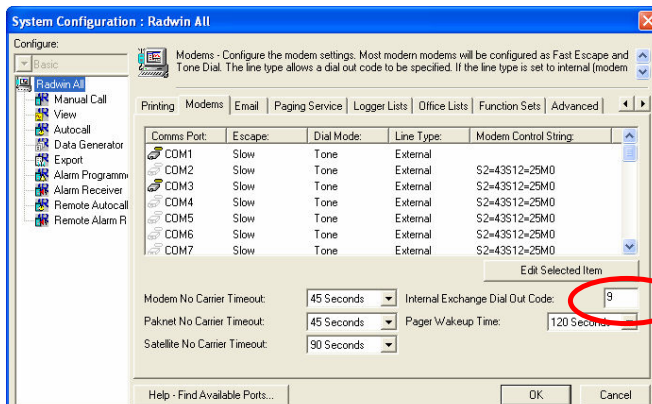 System Configuration : Radwin All
Configure:
Basic
Radwin All
Manual Call
View
Autocall
Data Generator
Export
Alarm Programm
Alarm Receiver
Remote Autocall
Remote Alarm R
Modems - Configure the modem settings. Most modern modems will be configured as Fast Escape and
Tone Dial. The line type allows a dial out code to be specified. If the line type is set to internal (modem
Printing Modems Email Paging Service Logger Lists Office Lists Function Sets Advanced
Comms Port: Escape: Dial Mode: Line Type: Modem Control String:
COM1 Slow Tone External
COM2 Slow Tone External S2=43S12=25M0
COM3 Slow Tone External S2=43S12=25M0
COM4 Slow Tone External S2=43S12=25M0
COM5 Slow Tone External S2=43S12=25M0
COM6 Slow Tone External S2=43S12=25M0
COM7 Slow Tone External S2=43S12=25M0
Edit Selected Item
Modem No Carrier Timeout: 45 Seconds Internal Exchange Dial Out Code: 9
Paknet No Carrier Timeout: 45 Seconds Pager Wakeup Time: 120 Seconds
Satellite No Carrier Timeout: 90 Seconds
Help - Find Available Ports... OK Cancel